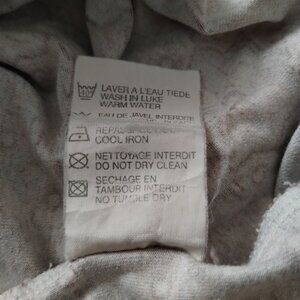 LAVER A L'EAU TIEDE
WASH IN LUKE
WARM WATER
EAU DE JAVEL INTERDITE
COOL IRON
NETTOYAGE INTERDIT
DO NOT DRY CLEAN
SECHAGE EN
TAMBOUR INTERDIT
NO TUMBLE DRY